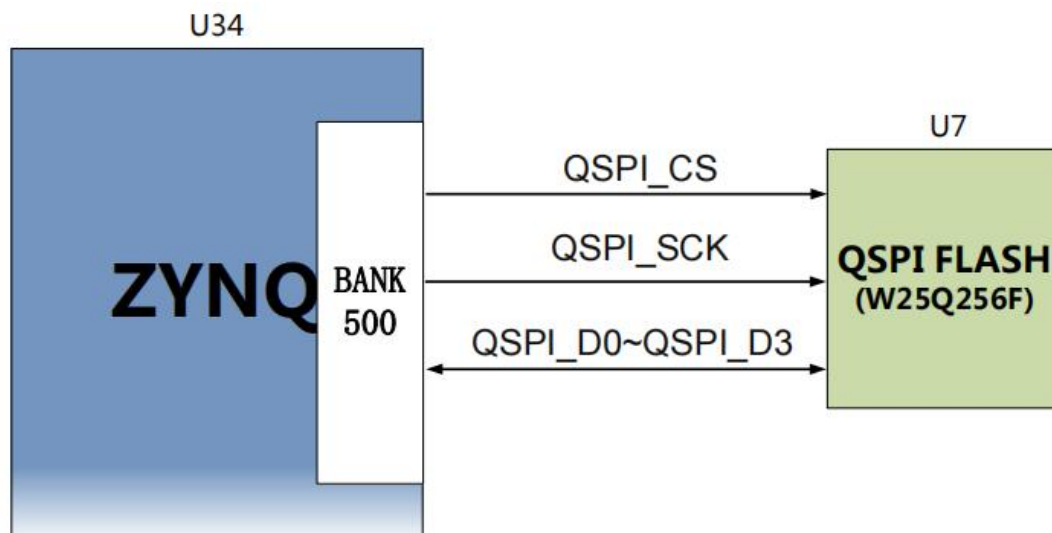 U34
U7
QSPI_CS
QSPI_SCK
ZYNQ
BANK
500
QSPI FLASH
(W25Q256F)
QSPI_D0~QSPI_D3